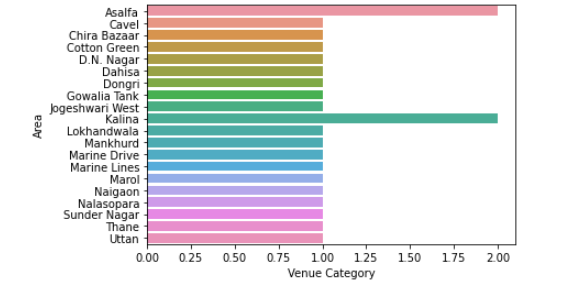 Asalfa
Cavel
Chira Bazaar
Cotton Green
D.N. Nagar
Dahisa
Dongri
Gowalia Tank
Jogeshwari West
Kalina
Lokhandwala
Mankhurd
Marine Drive
Marine Lines
Marol
Naigaon
Nalasopara
Sunder Nagar
Thane
Uttan
Area
0.00 0.25 0.50 0.75 1.00 1.25 1.50 1.75 2.00
Venue Category